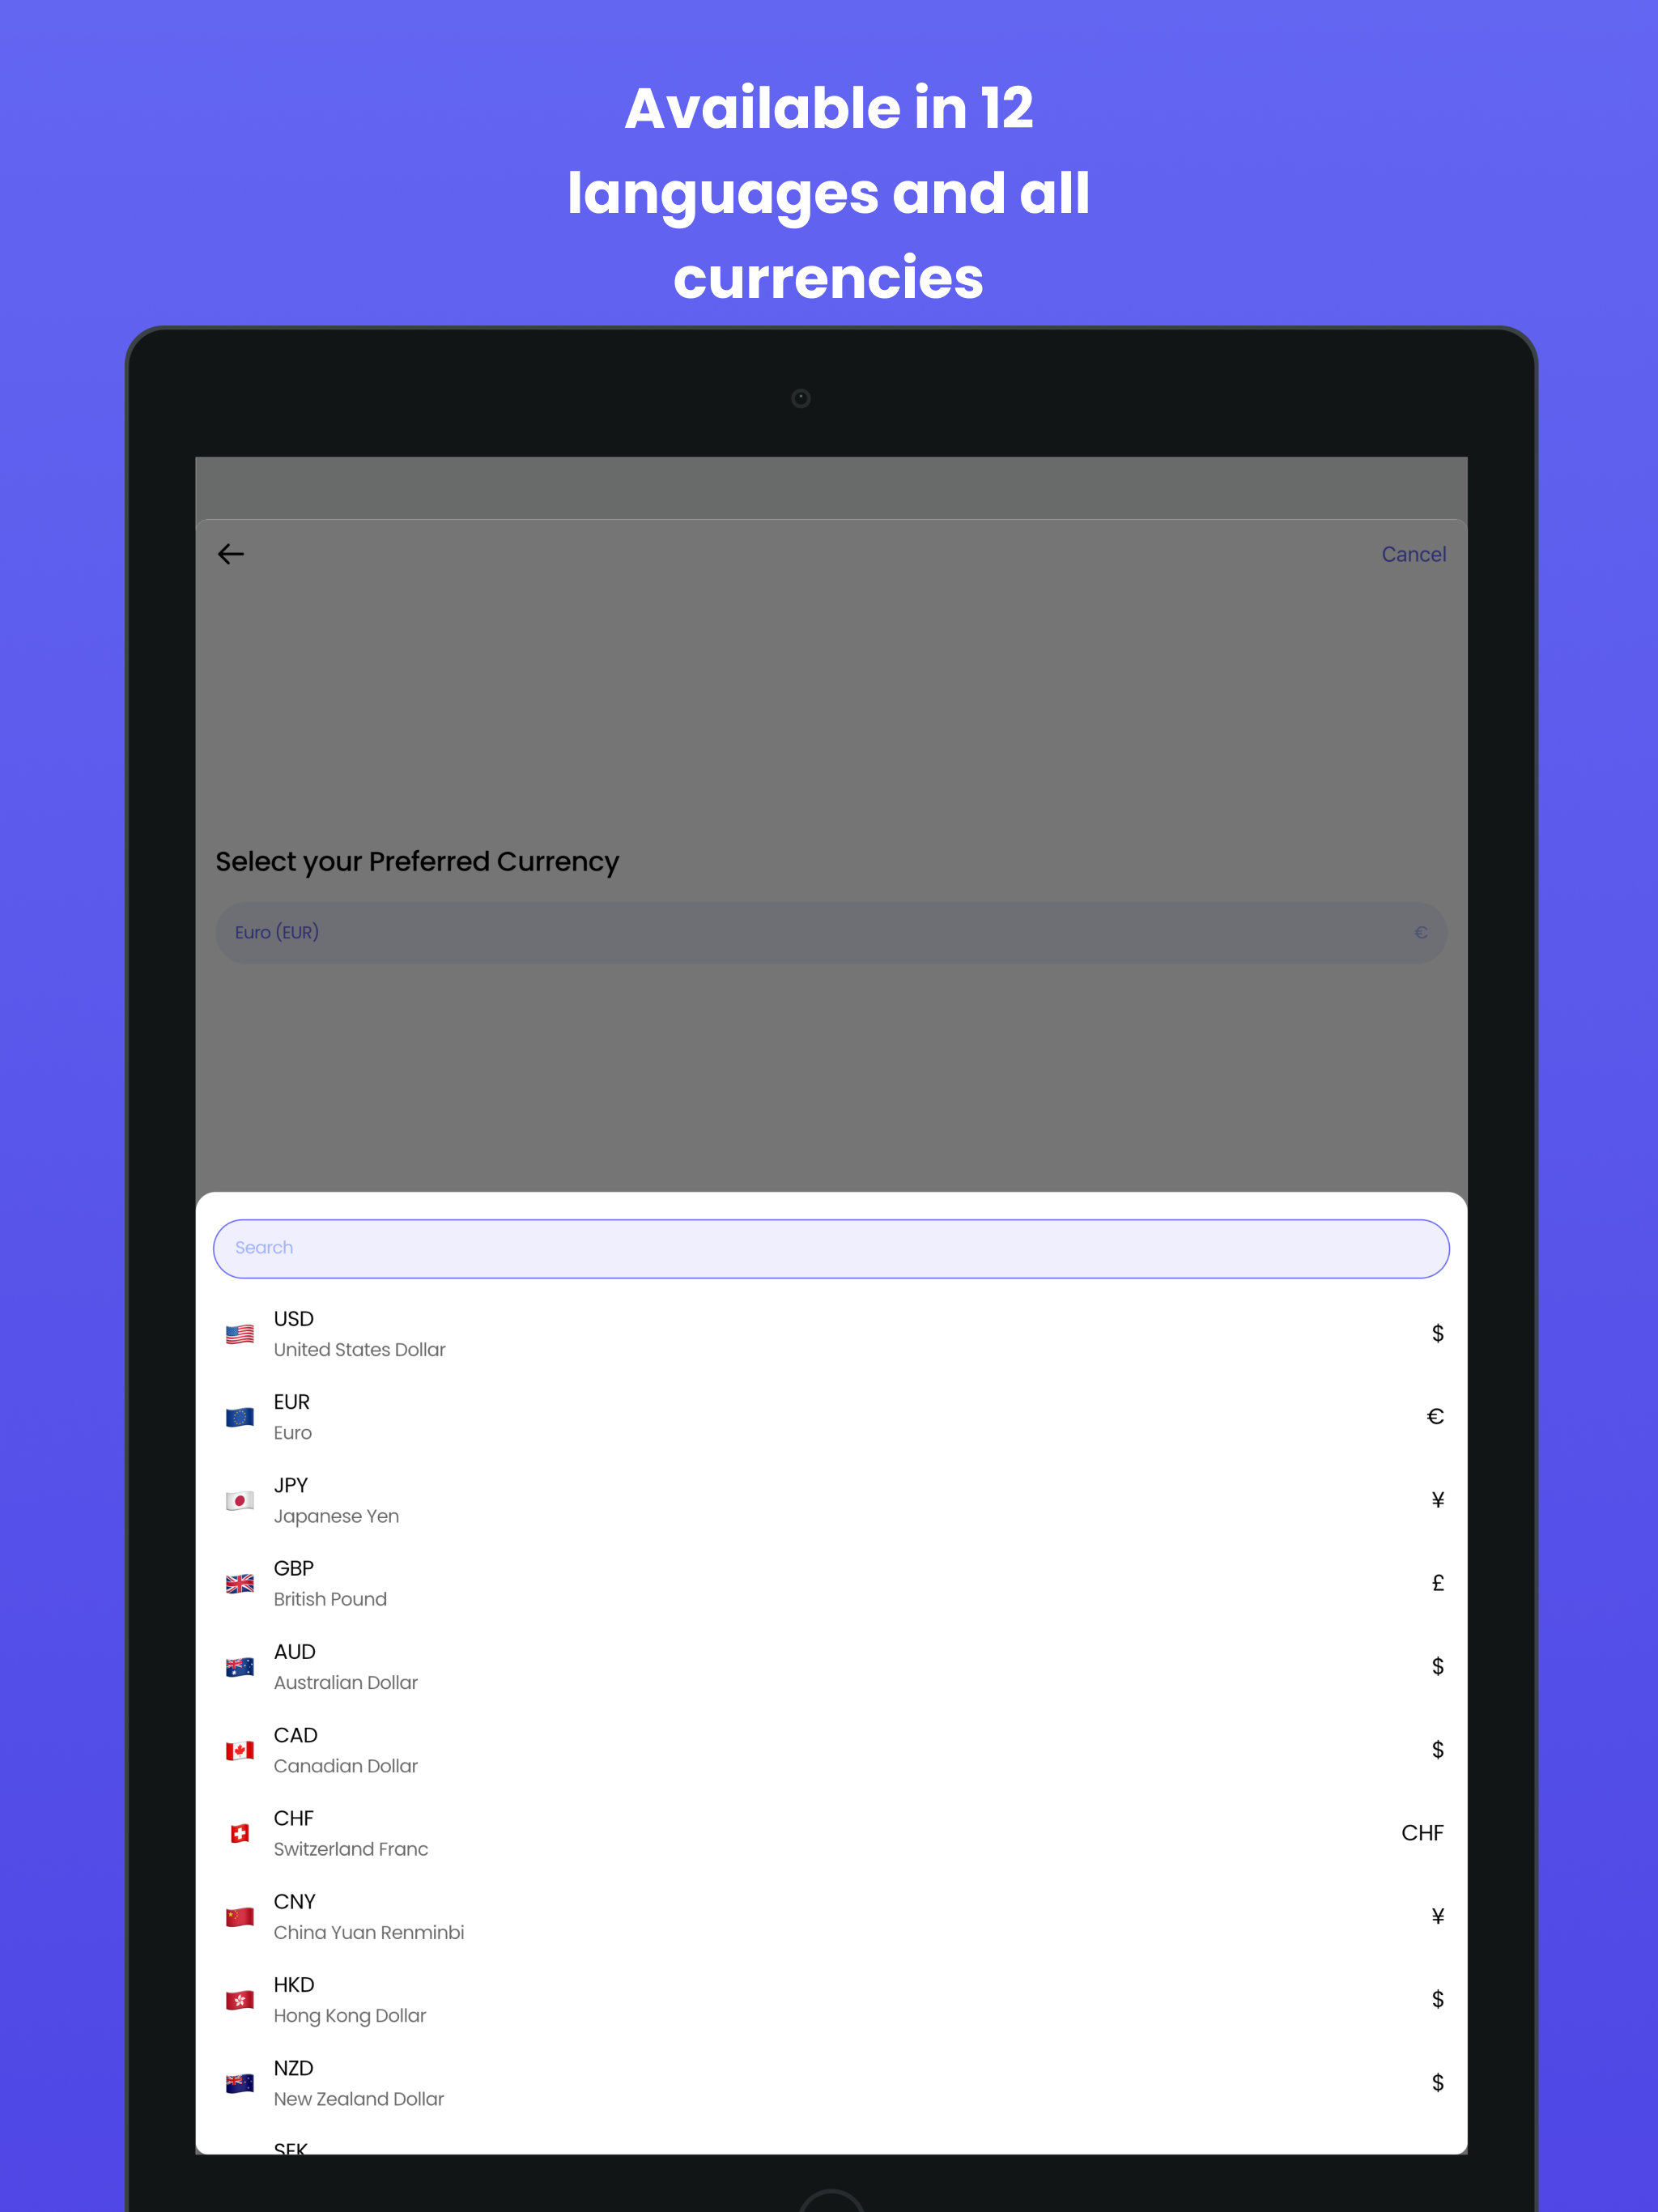 Available in 12
languages and all
currencies
Cancel
Select your Preferred Currency
Euro (EUR) €
Search
USD
United States Dollar
$
EUR
Euro
€
JPY
Japanese Yen
¥
GBP
British Pound
£
AUD
Australian Dollar
$
CAD
Canadian Dollar
$
CHF
Switzerland Franc
CHF
CNY
China Yuan Renminbi
¥
HKD
Hong Kong Dollar
$
NZD
New Zealand Dollar
$
SEK